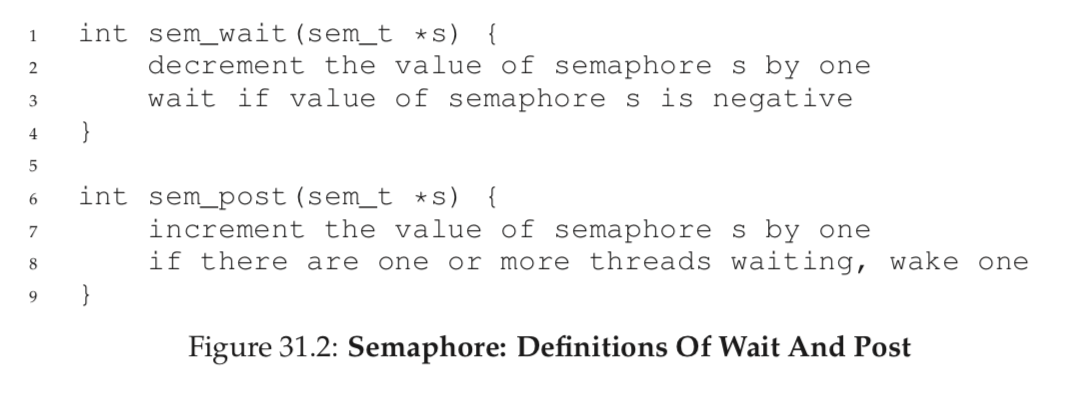 1 int sem_wait(sem_t *s) {
2 decrement the value of semaphore s by one
3 wait if value of semaphore s is negative
4 }
5
6 int sem_post(sem_t *s) {
7 increment the value of semaphore s by one
8 if there are one or more threads waiting, wake one
9 }
Figure 31.2: Semaphore: Definitions Of Wait And Post